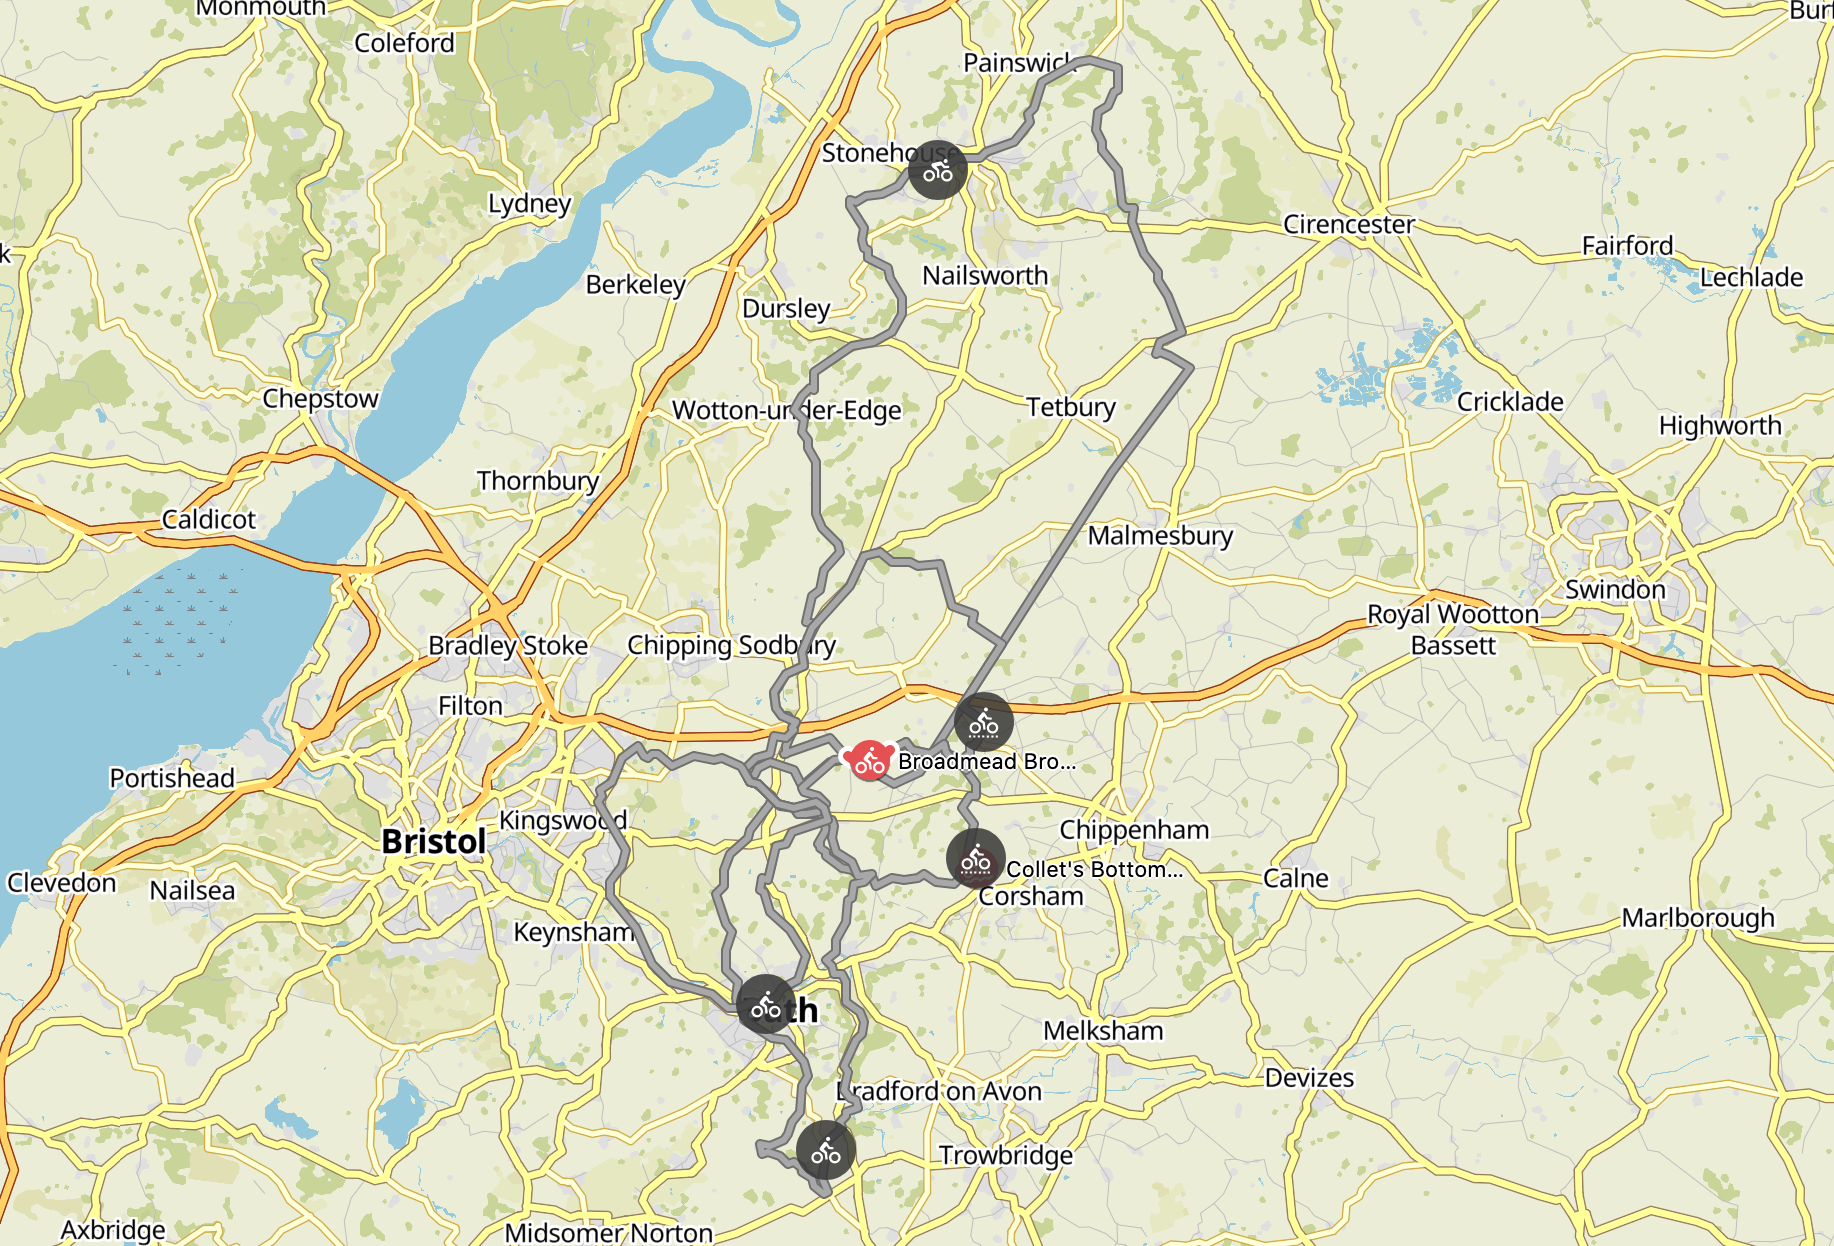 Monmouth
Coleford
Painswick
Stonehouse
Lydney
Cirencester
Fairford
Lechlade
Nailsworth
Berkeley
Dursley
Chepstow
Wotton-under-Edge
Tetbury
Cricklade
Highworth
Thornbury
Caldicot
Malmesbury
Swindon
Royal Wootton
Bassett
Bradley Stoke
Chipping Sodbury
Filton
Broadmead Bro...
Portishead
Kingswood
Bristol
Chippenham
Collet's Bottom...
Clevedon
Nailsea
Corsham
Calne
Marlborough
Keynsham
Melksham
Devizes
Bradford on Avon
Trowbridge
Axbridge
Midsomer Norton